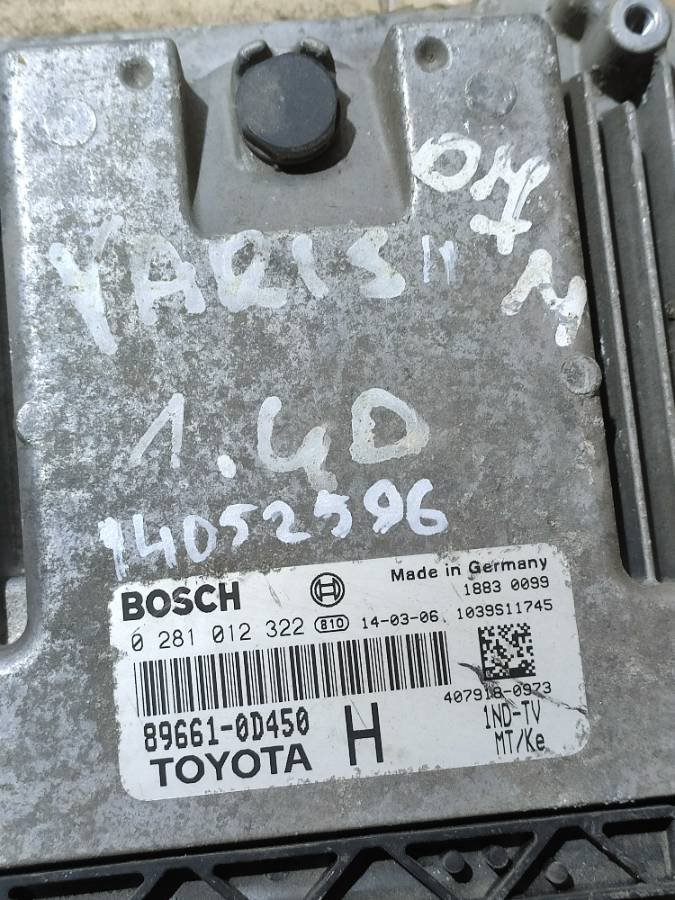 YARIS II
1.4D
14052596
BOSCH Made in Germany
1883 0099
0 281 012 322 810 14-03-06 1039S11745
407918-0973
89661-0D450 H 1ND-TV
TOYOTA MT/Ke